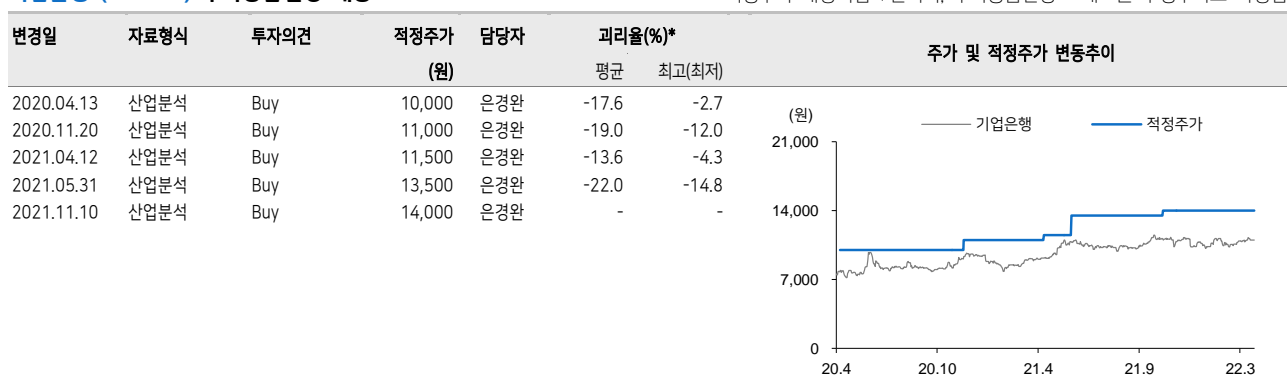 변경일 자료형식 투자의견 적정주가 담당자 괴리율(%)* 주가 및 적정주가 변동추이
(원) 평균 최고(최저)
2020.04.13 산업분석 Buy 10,000 은경완 -17.6 -2.7
2020.11.20 산업분석 Buy 11,000 은경완 -19.0 -12.0
2021.04.12 산업분석 Buy 11,500 은경완 -13.6 -4.3
2021.05.31 산업분석 Buy 13,500 은경완 -22.0 -14.8
2021.11.10 산업분석 Buy 14,000 은경완 - -
(원)
기업은행 적정주가
21,000
14,000
7,000
0
20.4 20.10 21.4 21.9 22.3